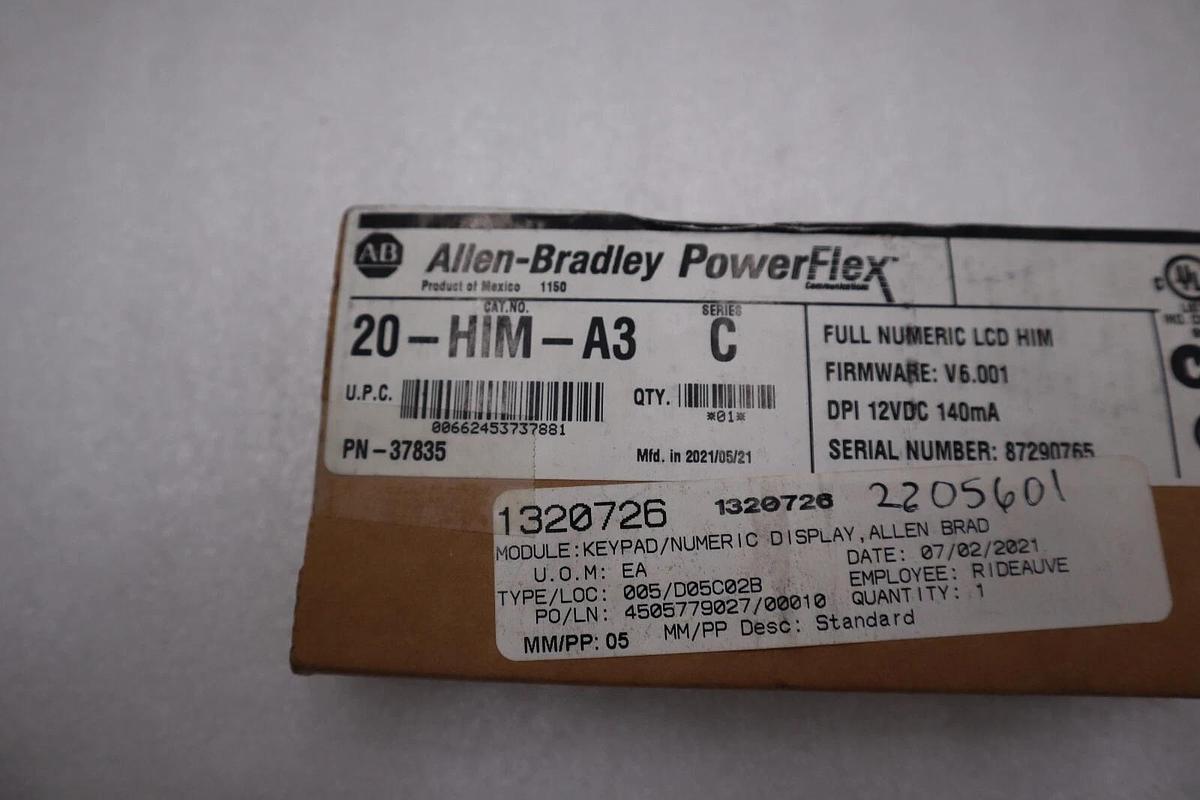 AB Allen-Bradley PowerFlex
Communications
Product of Mexico 1150
CAT.NO. SERIES
20-HIM-A3 C
U.P.C. QTY.
*01*
00662453737881
PN-37835 Mfd. in 2021/05/21
FULL NUMERIC LCD HIM
FIRMWARE: V6.001
DPI 12VDC 140mA
SERIAL NUMBER: 87290765
C UL
1320726 1320726 2205601
MODULE:KEYPAD/NUMERIC DISPLAY,ALLEN BRAD
U.O.M: EA DATE: 07/02/2021
TYPE/LOC: 005/D05C02B EMPLOYEE: RIDEAUVE
PO/LN: 4505779027/00010 QUANTITY: 1
MM/PP: 05 MM/PP Desc: Standard